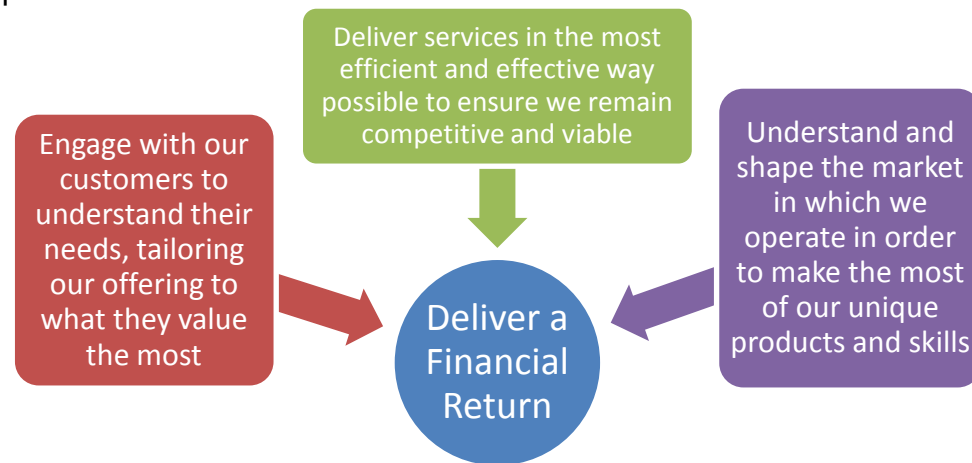 Deliver services in the most
efficient and effective way
possible to ensure we remain
competitive and viable
Engage with our
customers to
understand their
needs, tailoring
our offering to
what they value
the most
Understand and
shape the market
in which we
operate in order
to make the most
of our unique
products and skills
Deliver a
Financial
Return